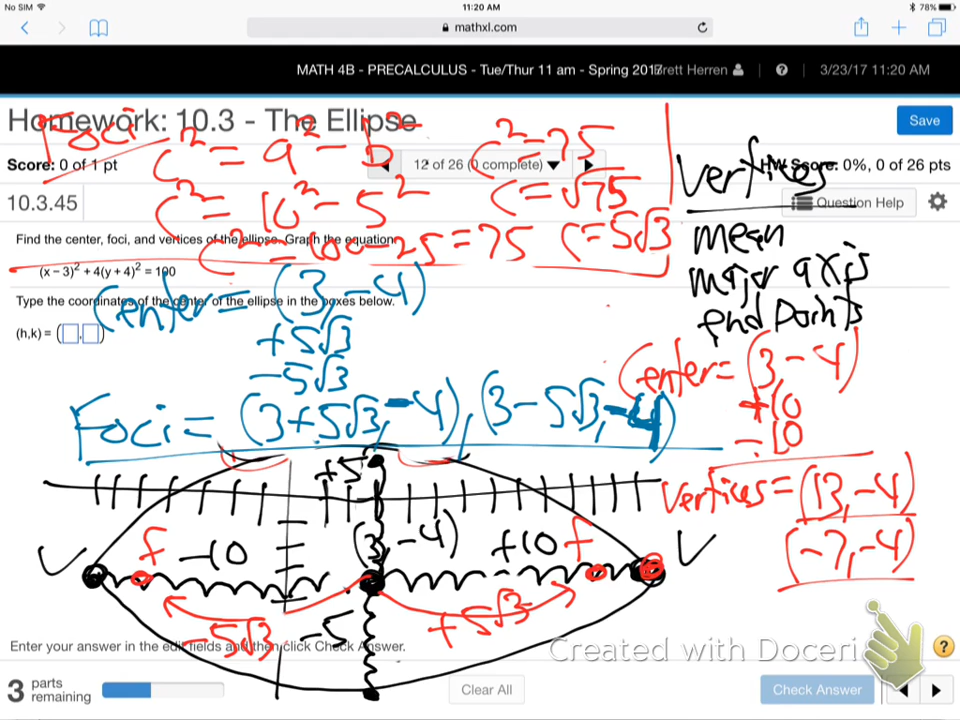 No SIM
11:20 AM
78%
mathxl.com
MATH 4B - PRECALCULUS - Tue/Thur 11 am - Spring 2017
Brett Herren
3/23/17 11:20 AM
Homework: 10.3 - The Ellipse
Save
Score: 0 of 1 pt
12 of 26 (0 complete)
HW Score: 0%, 0 of 26 pts
10.3.45
Question Help
Find the center, foci, and vertices of the ellipse. Graph the equation.
(x − 3)² + 4(y + 4)² = 100
Type the coordinates of the center of the ellipse in the boxes below.
(h,k) = ( , )
Foci
c² = a² − b²
c² = 10² − 5²
c² = 100 − 25 = 75
c² = 75
c = √75
c = 5√3
vertices
mean
major axis
end points
Center = (3, −4)
+5√3
−5√3
Foci = (3+5√3, −4), (3−5√3, −4)
Center = (3, −4)
+10
−10
Vertices = (13, −4)
(−7, −4)
+5
V f −10 (3, −4) +10 f V
−5√3 −5 +5√3
Enter your answer in the edit fields and then click Check Answer.
Created with Doceri
?
3 parts remaining
Clear All
Check Answer